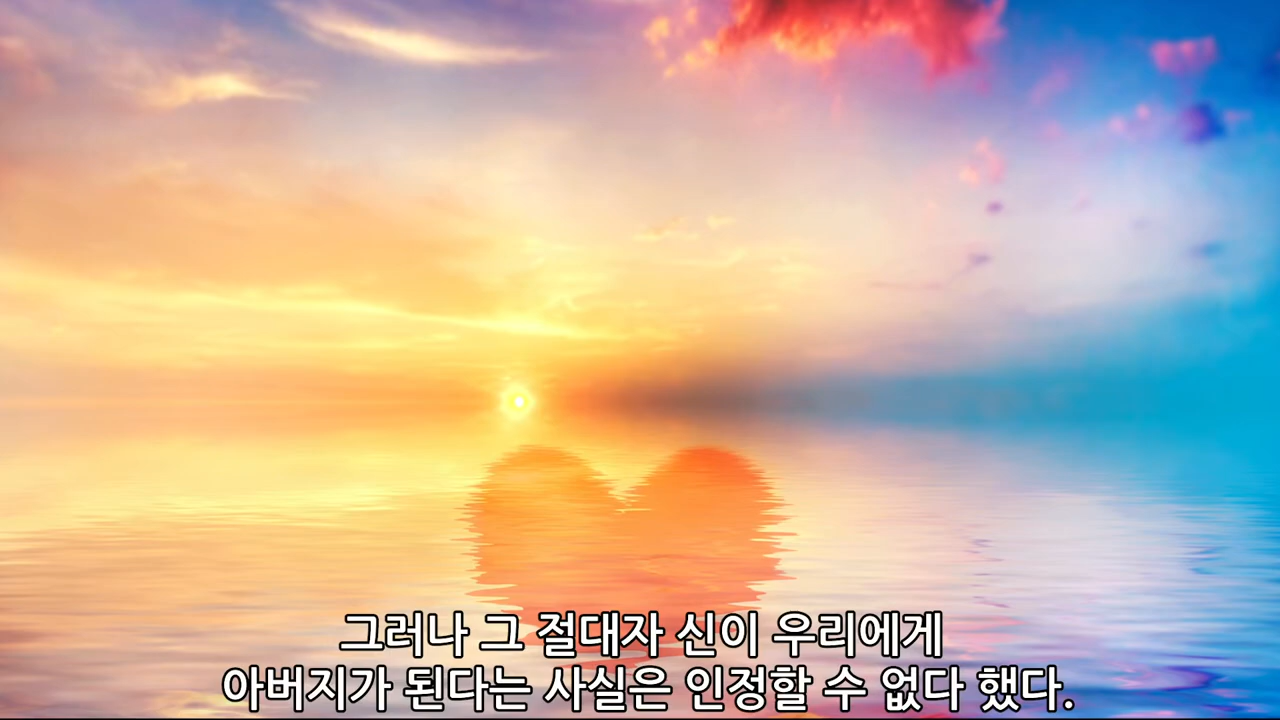 그러나 그 절대자 신이 우리에게
아버지가 된다는 사실은 인정할 수 없다 했다.